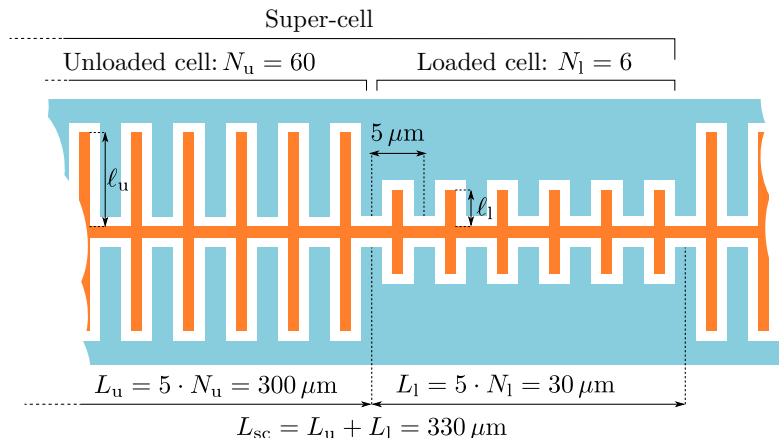 Super-cell
Unloaded cell: N_u = 60
Loaded cell: N_l = 6
5 μm
ℓ_u
ℓ_l
L_u = 5 · N_u = 300 μm
L_l = 5 · N_l = 30 μm
L_sc = L_u + L_l = 330 μm